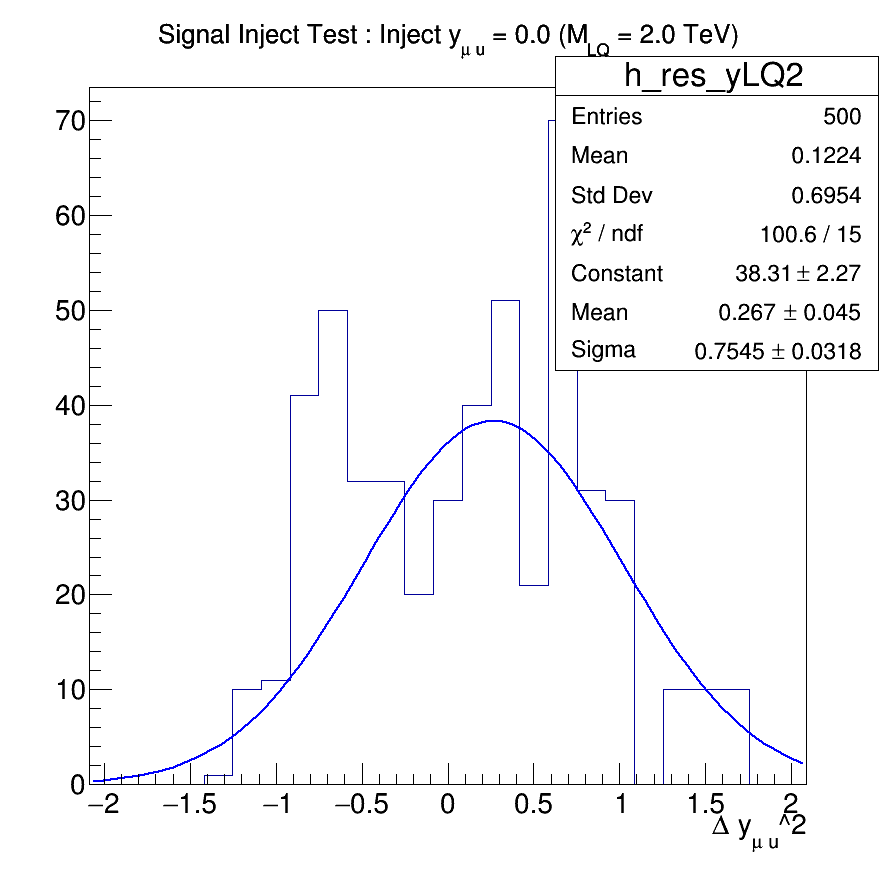 Signal Inject Test : Inject y_μ u = 0.0 (M_LQ = 2.0 TeV)
h_res_yLQ2
Entries 500
Mean 0.1224
Std Dev 0.6954
χ² / ndf 100.6 / 15
Constant 38.31 ± 2.27
Mean 0.267 ± 0.045
Sigma 0.7545 ± 0.0318
70
60
50
40
30
20
10
0
−2 −1.5 −1 −0.5 0 0.5 1 1.5 2
Δ y_μ u^2